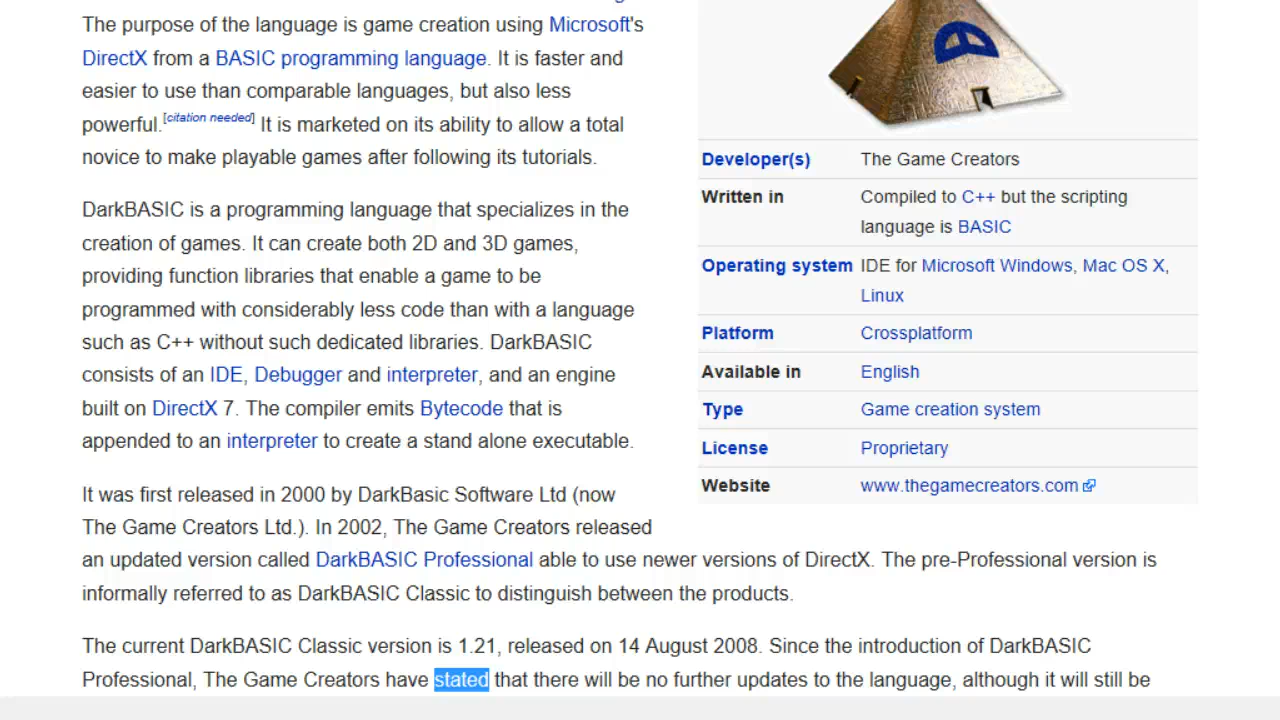 The purpose of the language is game creation using Microsoft's
DirectX from a BASIC programming language. It is faster and
easier to use than comparable languages, but also less
powerful.[citation needed] It is marketed on its ability to allow a total
novice to make playable games after following its tutorials.
DarkBASIC is a programming language that specializes in the
creation of games. It can create both 2D and 3D games,
providing function libraries that enable a game to be
programmed with considerably less code than with a language
such as C++ without such dedicated libraries. DarkBASIC
consists of an IDE, Debugger and interpreter, and an engine
built on DirectX 7. The compiler emits Bytecode that is
appended to an interpreter to create a stand alone executable.
It was first released in 2000 by DarkBasic Software Ltd (now
The Game Creators Ltd.). In 2002, The Game Creators released
an updated version called DarkBASIC Professional able to use newer versions of DirectX. The pre-Professional version is
informally referred to as DarkBASIC Classic to distinguish between the products.
The current DarkBASIC Classic version is 1.21, released on 14 August 2008. Since the introduction of DarkBASIC
Professional, The Game Creators have stated that there will be no further updates to the language, although it will still be
Developer(s) The Game Creators
Written in Compiled to C++ but the scripting
language is BASIC
Operating system IDE for Microsoft Windows, Mac OS X,
Linux
Platform Crossplatform
Available in English
Type Game creation system
License Proprietary
Website www.thegamecreators.com